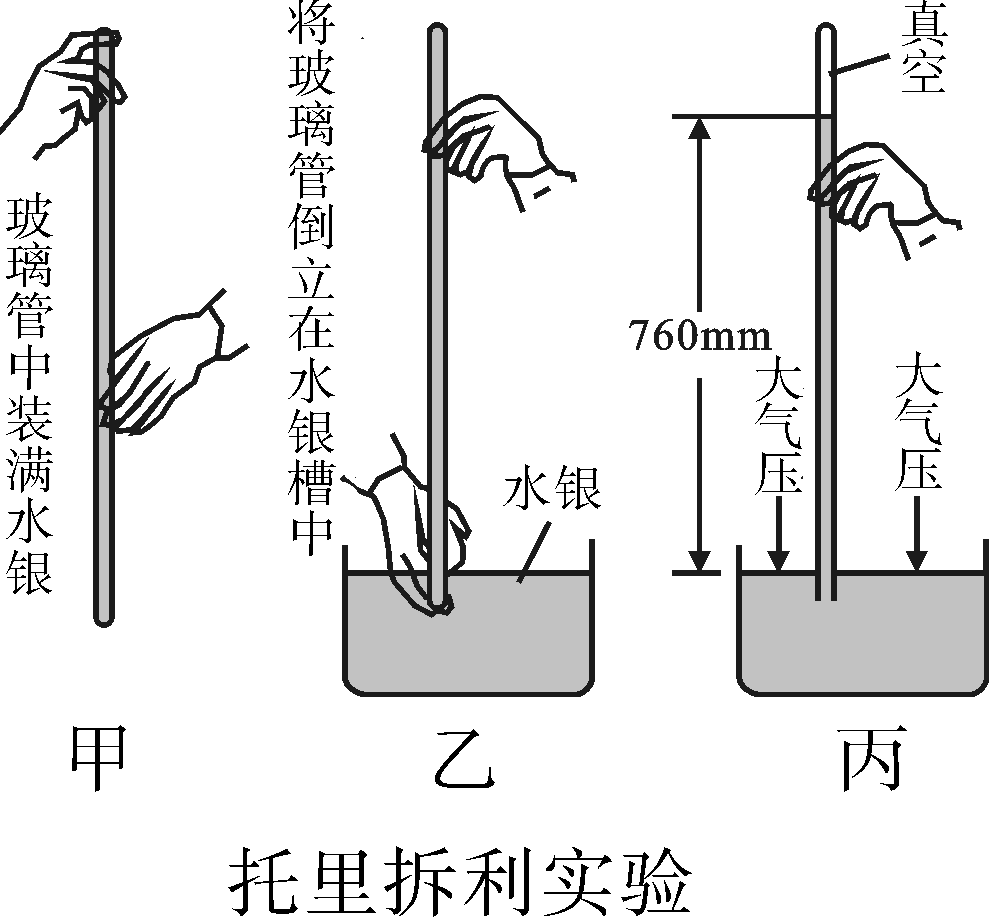 玻璃管中装满水银
将玻璃管倒立在水银槽中
水银
真空
760mm
大气压
大气压
甲
乙
丙
托里拆利实验